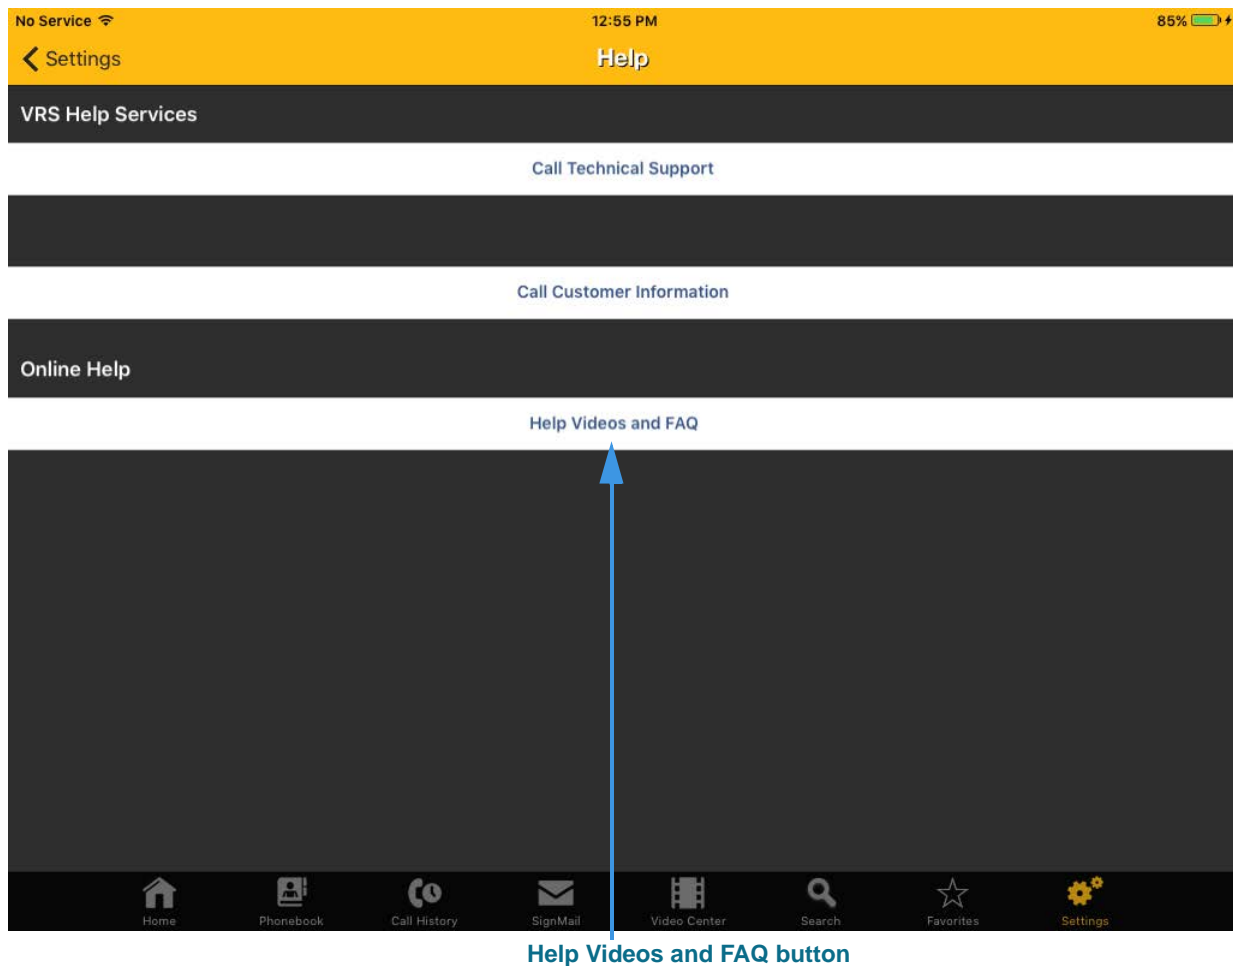 No Service 12:55 PM 85%
Settings Help
VRS Help Services
Call Technical Support
Call Customer Information
Online Help
Help Videos and FAQ
Home Phonebook Call History SignMail Video Center Search Favorites Settings
Help Videos and FAQ button